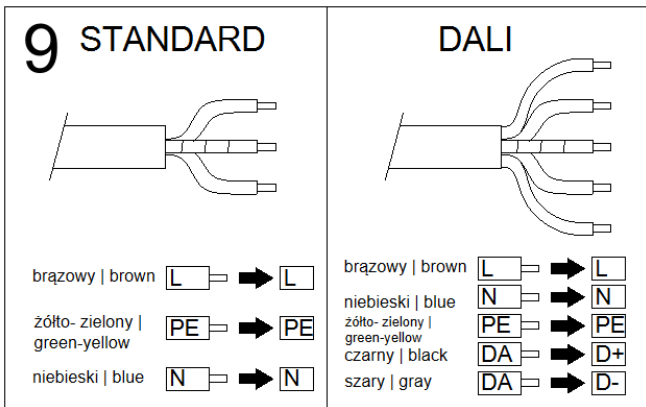 9 STANDARD
brązowy | brown L L
żółto- zielony |
green-yellow PE PE
niebieski | blue N N
DALI
brązowy | brown L L
niebieski | blue N N
żółto- zielony |
green-yellow PE PE
czarny | black DA D+
szary | gray DA D-